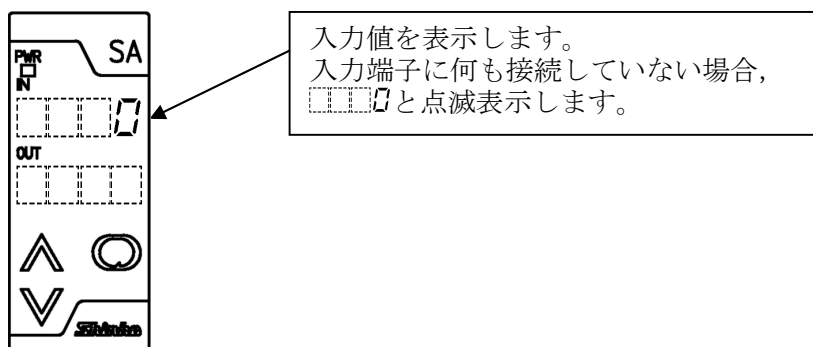 SA
PWR
IN
0
OUT
入力値を表示します。
入力端子に何も接続していない場合,
0と点滅表示します。
Shinko